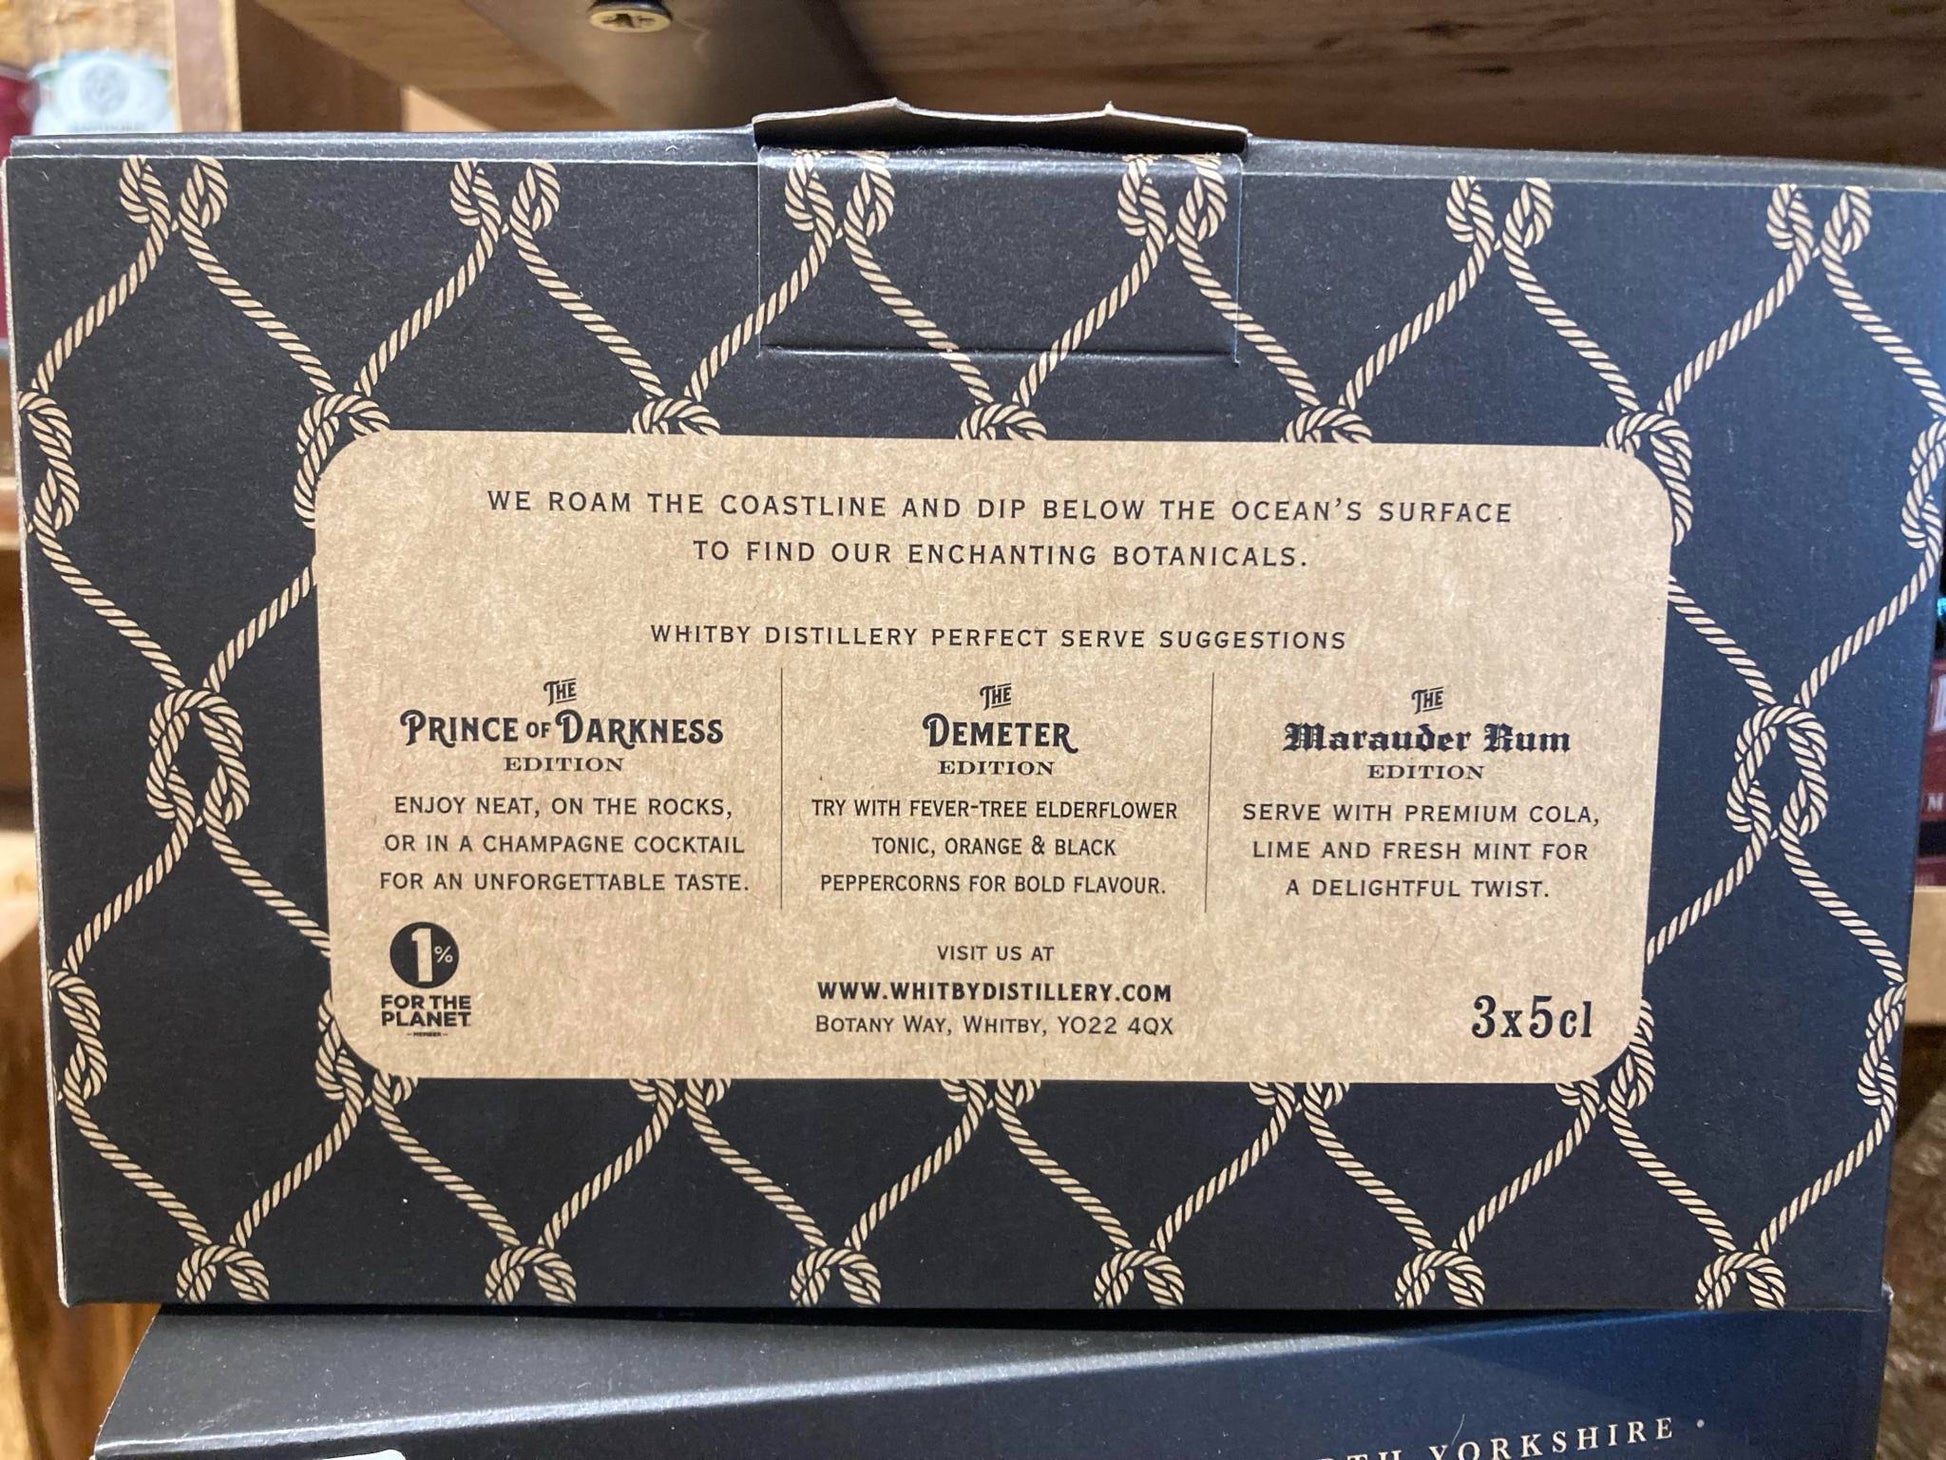 WE ROAM THE COASTLINE AND DIP BELOW THE OCEAN'S SURFACE
TO FIND OUR ENCHANTING BOTANICALS.
WHITBY DISTILLERY PERFECT SERVE SUGGESTIONS
THE
PRINCE OF DARKNESS
EDITION
ENJOY NEAT, ON THE ROCKS,
OR IN A CHAMPAGNE COCKTAIL
FOR AN UNFORGETTABLE TASTE.
THE
DEMETER
EDITION
TRY WITH FEVER-TREE ELDERFLOWER
TONIC, ORANGE & BLACK
PEPPERCORNS FOR BOLD FLAVOUR.
THE
Marauder Rum
EDITION
SERVE WITH PREMIUM COLA,
LIME AND FRESH MINT FOR
A DELIGHTFUL TWIST.
1%
FOR THE
PLANET
MEMBER
VISIT US AT
WWW.WHITBYDISTILLERY.COM
BOTANY WAY, WHITBY, YO22 4QX
3x5cl
YORKSHIRE